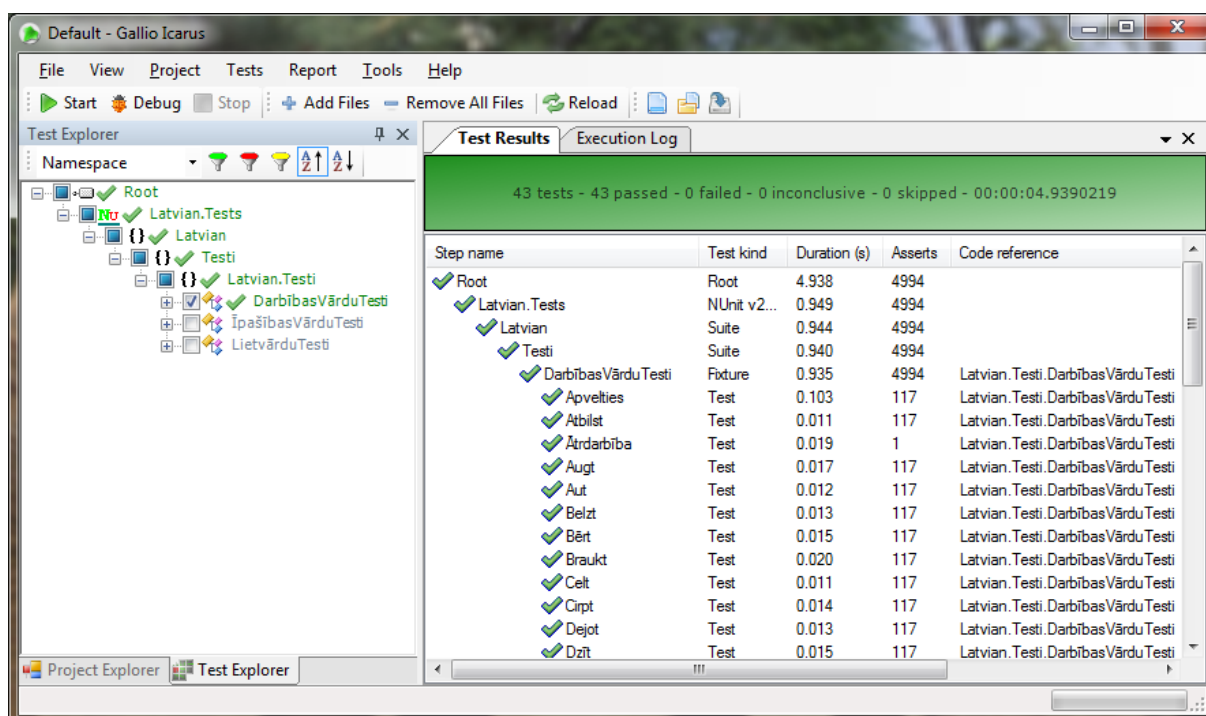 Default - Gallio Icarus
File View Project Tests Report Tools Help
Start Debug Stop Add Files Remove All Files Reload
Test Explorer
Namespace
Root
Nu Latvian.Tests
{} Latvian
{} Testi
{} Latvian.Testi
DarbībasVārduTesti
ĪpašībasVārduTesti
LietvārduTesti
Project Explorer Test Explorer
Test Results Execution Log
43 tests - 43 passed - 0 failed - 0 inconclusive - 0 skipped - 00:00:04.9390219
Step name Test kind Duration (s) Asserts Code reference
Root Root 4.938 4994
Latvian.Tests NUnit v2... 0.949 4994
Latvian Suite 0.944 4994
Testi Suite 0.940 4994
DarbībasVārduTesti Fixture 0.935 4994 Latvian.Testi.DarbībasVārduTesti
Apvelties Test 0.103 117 Latvian.Testi.DarbībasVārduTesti
Atbilst Test 0.011 117 Latvian.Testi.DarbībasVārduTesti
Ātrdarbība Test 0.019 1 Latvian.Testi.DarbībasVārduTesti
Augt Test 0.017 117 Latvian.Testi.DarbībasVārduTesti
Aut Test 0.012 117 Latvian.Testi.DarbībasVārduTesti
Belzt Test 0.013 117 Latvian.Testi.DarbībasVārduTesti
Bērt Test 0.015 117 Latvian.Testi.DarbībasVārduTesti
Braukt Test 0.020 117 Latvian.Testi.DarbībasVārduTesti
Celt Test 0.011 117 Latvian.Testi.DarbībasVārduTesti
Cirpt Test 0.014 117 Latvian.Testi.DarbībasVārduTesti
Dejot Test 0.013 117 Latvian.Testi.DarbībasVārduTesti
Dzīt Test 0.015 117 Latvian.Testi.DarbībasVārduTesti